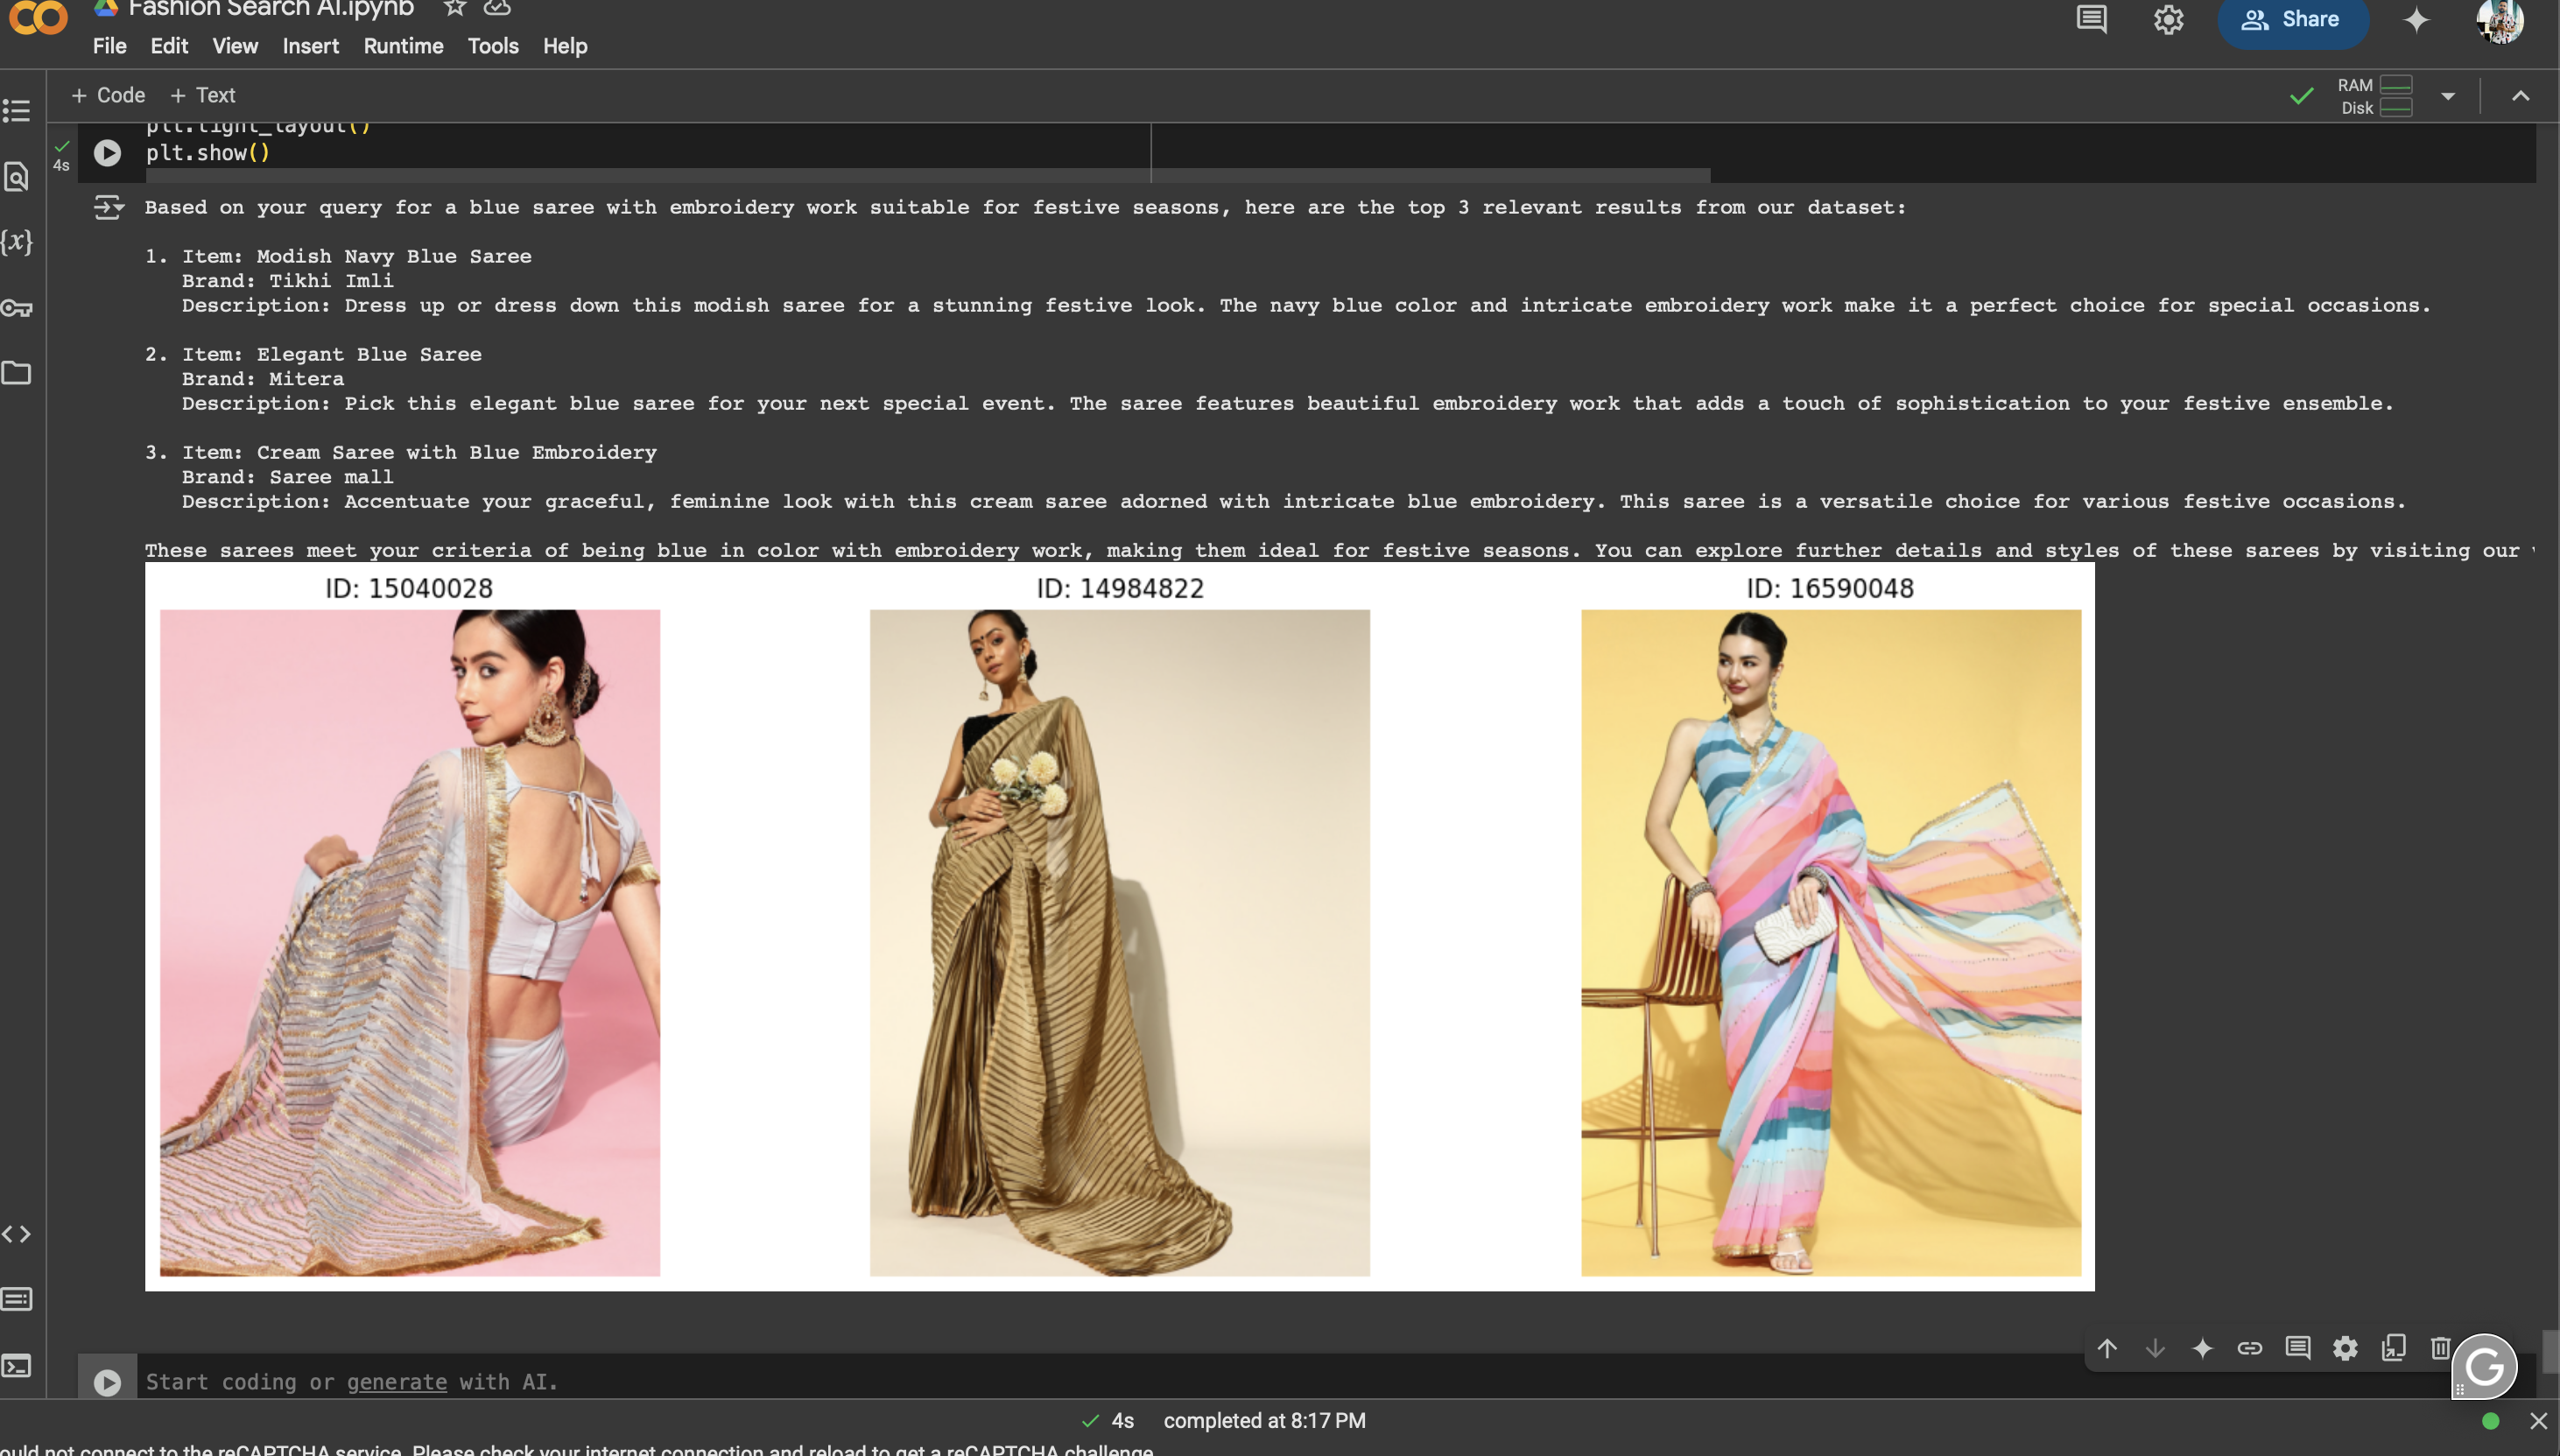 Fashion Search AI.ipynb
File Edit View Insert Runtime Tools Help
Share
+ Code + Text
RAM
Disk
plt.tight_layout()
plt.show()
4s
{x}
Based on your query for a blue saree with embroidery work suitable for festive seasons, here are the top 3 relevant results from our dataset:
1. Item: Modish Navy Blue Saree
Brand: Tikhi Imli
Description: Dress up or dress down this modish saree for a stunning festive look. The navy blue color and intricate embroidery work make it a perfect choice for special occasions.
2. Item: Elegant Blue Saree
Brand: Mitera
Description: Pick this elegant blue saree for your next special event. The saree features beautiful embroidery work that adds a touch of sophistication to your festive ensemble.
3. Item: Cream Saree with Blue Embroidery
Brand: Saree mall
Description: Accentuate your graceful, feminine look with this cream saree adorned with intricate blue embroidery. This saree is a versatile choice for various festive occasions.
These sarees meet your criteria of being blue in color with embroidery work, making them ideal for festive seasons. You can explore further details and styles of these sarees by visiting our
ID: 15040028 ID: 14984822 ID: 16590048
Start coding or generate with AI.
4s completed at 8:17 PM
ould not connect to the reCAPTCHA service. Please check your internet connection and reload to get a reCAPTCHA challenge.